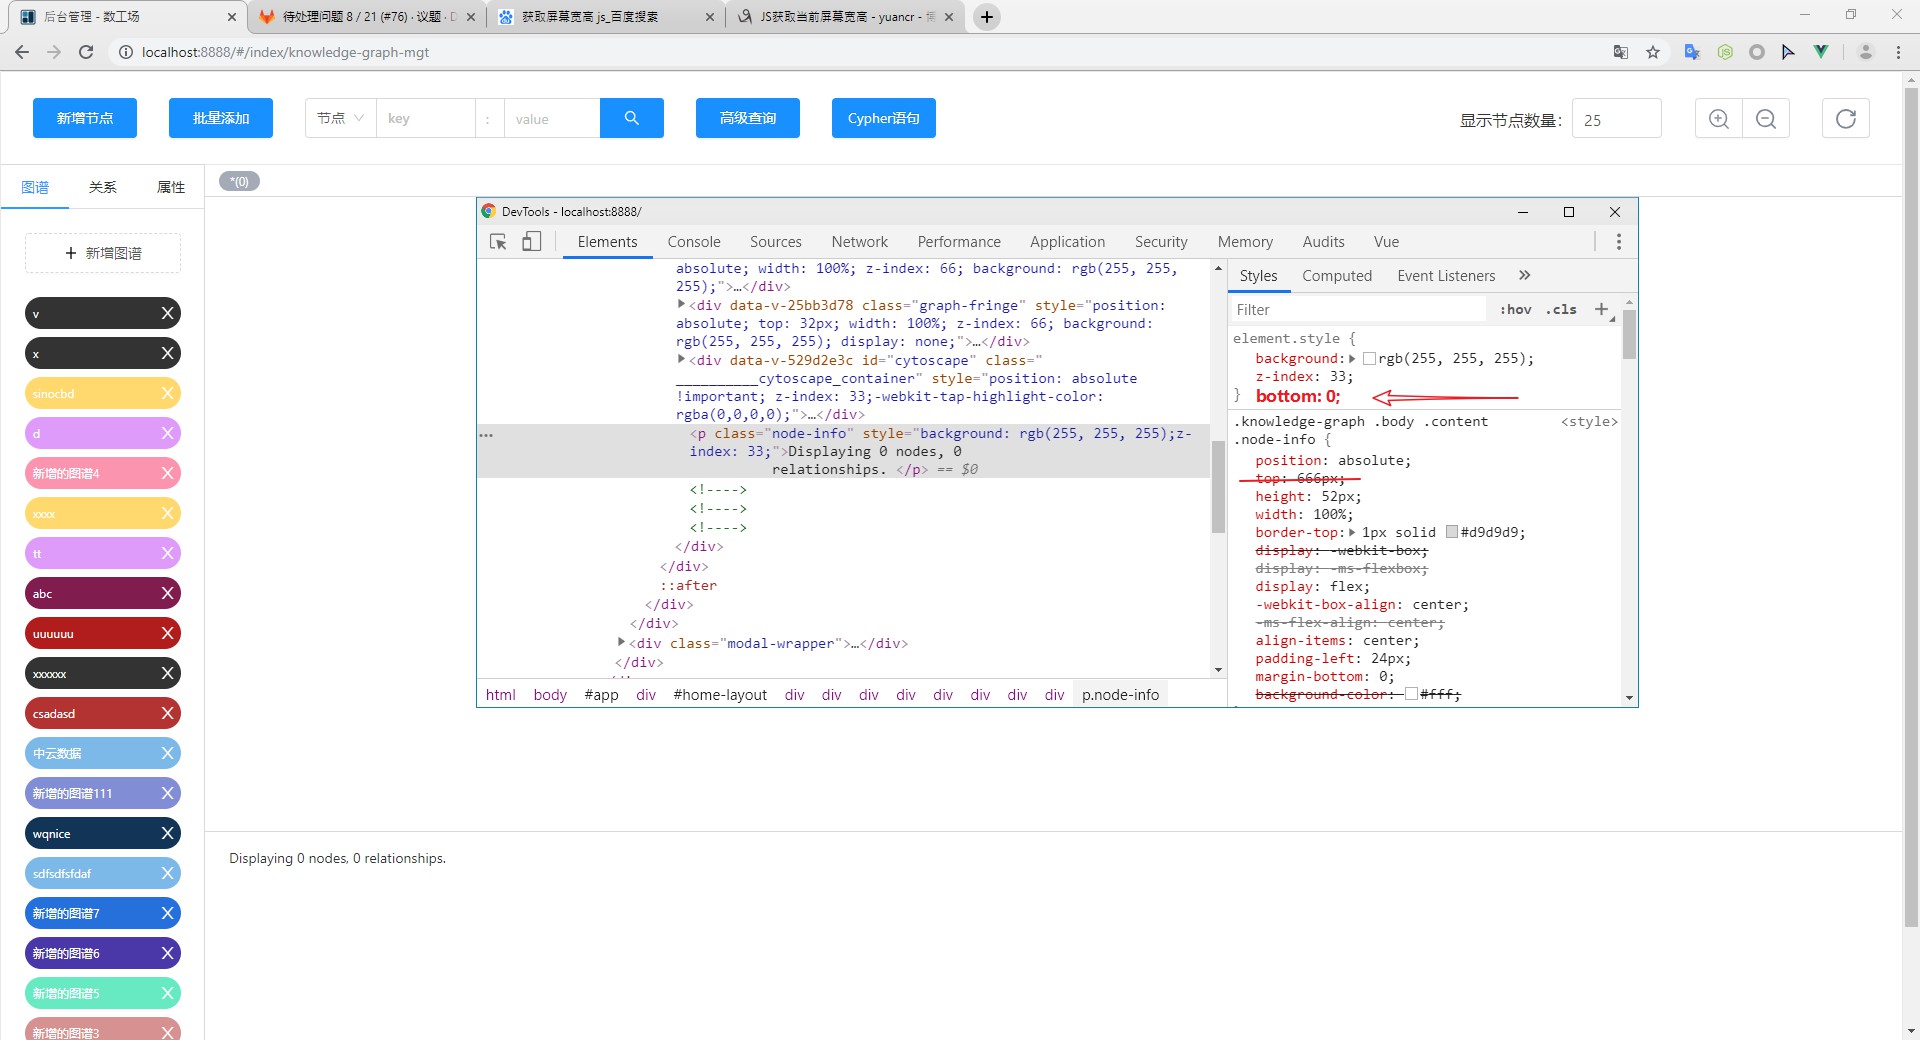 后台管理 - 数工场
待处理问题 8 / 21 (#76) · 议题 · D
获取屏幕宽高 js_百度搜索
JS获取当前屏幕宽高 - yuancr - 博
localhost:8888/#/index/knowledge-graph-mgt
新增节点
批量添加
节点
key
:
value
高级查询
Cypher语句
显示节点数量:
25
图谱
关系
属性
*(0)
新增图谱
v
x
sinocbd
d
新增的图谱4
xxxx
tt
abc
uuuuuu
xxxxxx
csadasd
中云数据
新增的图谱111
wqnice
sdfsdfsfdaf
新增的图谱7
新增的图谱6
新增的图谱5
新增的图谱3
DevTools - localhost:8888/
Elements
Console
Sources
Network
Performance
Application
Security
Memory
Audits
Vue
absolute; width: 100%; z-index: 66; background: rgb(255, 255,
255);">…</div>
<div data-v-25bb3d78 class="graph-fringe" style="position:
absolute; top: 32px; width: 100%; z-index: 66; background:
rgb(255, 255, 255); display: none;">…</div>
<div data-v-529d2e3c id="cytoscape" class="
__________cytoscape_container" style="position: absolute
!important; z-index: 33;-webkit-tap-highlight-color:
rgba(0,0,0,0);">…</div>
<p class="node-info" style="background: rgb(255, 255, 255);z-
index: 33;">Displaying 0 nodes, 0
relationships. </p> == $0
<!---->
<!---->
<!---->
</div>
</div>
::after
</div>
</div>
<div class="modal-wrapper">…</div>
</div>
html
body
#app
div
#home-layout
div
div
div
div
div
div
div
div
p.node-info
Styles
Computed
Event Listeners
Filter
:hov
.cls
element.style {
background: rgb(255, 255, 255);
z-index: 33;
}
bottom: 0;
.knowledge-graph .body .content
<style>
.node-info {
position: absolute;
top: 666px;
height: 52px;
width: 100%;
border-top: 1px solid #d9d9d9;
display: -webkit-box;
display: -ms-flexbox;
display: flex;
-webkit-box-align: center;
-ms-flex-align: center;
align-items: center;
padding-left: 24px;
margin-bottom: 0;
background-color: #fff;
Displaying 0 nodes, 0 relationships.